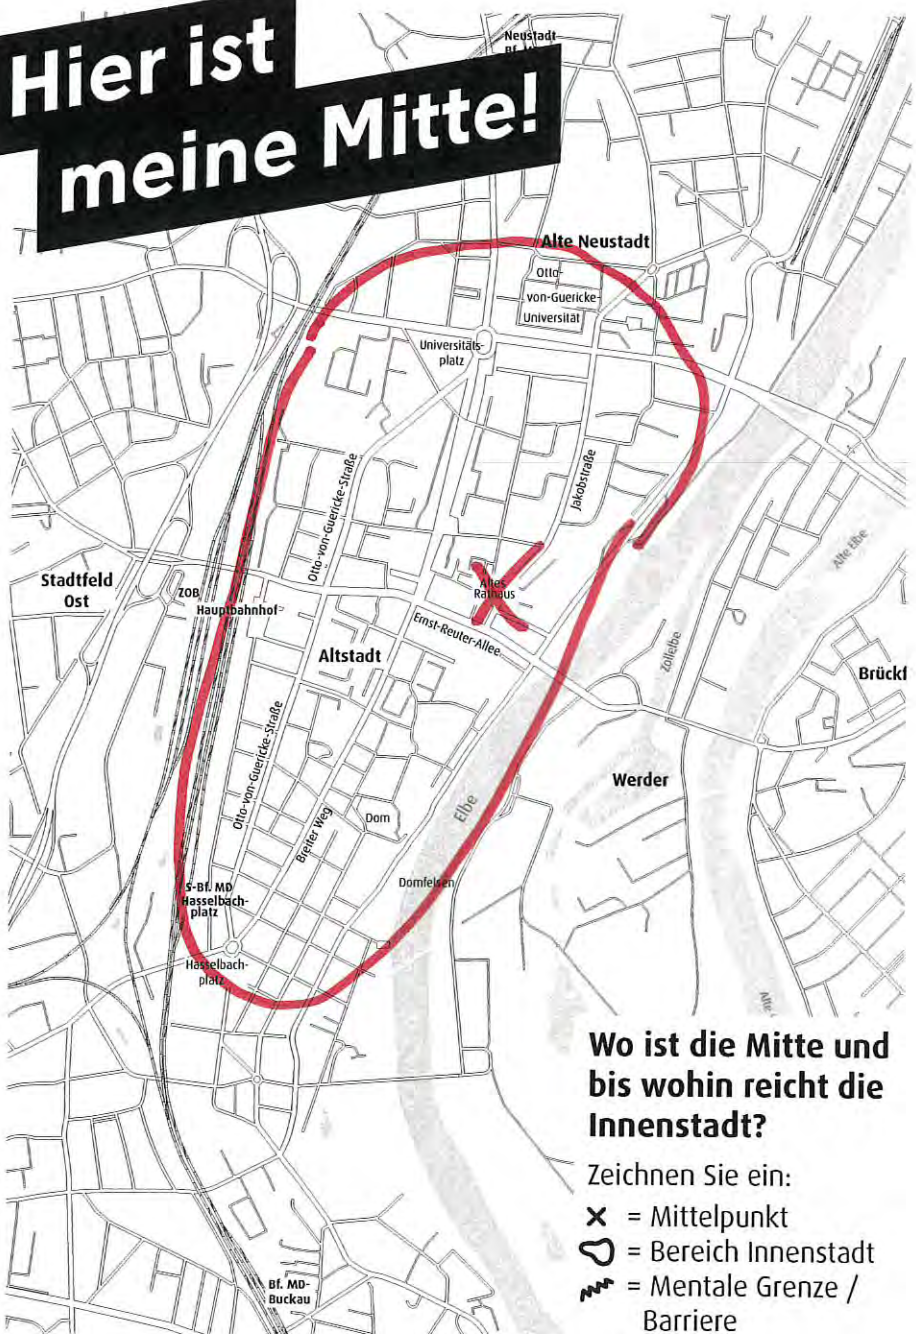 Hier ist
meine Mitte!
Neustadt
Alte Neustadt
Otto-
von-Guericke-
Universität
Universitäts-
platz
Jakobstraße
Otto-von-Guericke-Straße
Alte Elbe
Stadtfeld
Ost
ZOB
Hauptbahnhof
Altes
Rathaus
Ernst-Reuter-Allee
Altstadt
Zollelbe
Brückf
Otto-von-Guericke-Straße
Werder
Elbe
Breiter Weg
Dom
Domfelsen
S-Bf. MD
Hasselbach-
platz
Hasselbach-
platz
Wo ist die Mitte und
bis wohin reicht die
Innenstadt?
Zeichnen Sie ein:
= Mittelpunkt
= Bereich Innenstadt
= Mentale Grenze /
Barriere
Bf. MD-
Buckau